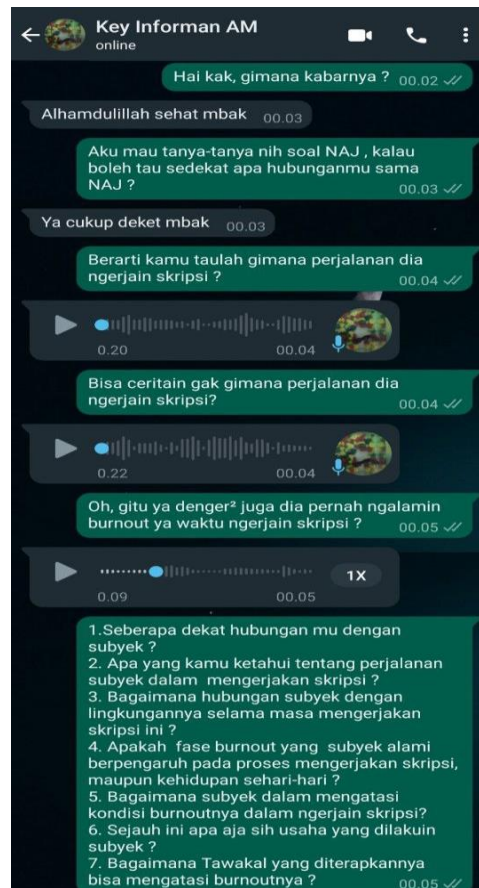 Key Informan AM
online
Hai kak, gimana kabarnya ? 00.02
Alhamdulillah sehat mbak 00.03
Aku mau tanya-tanya nih soal NAJ , kalau
boleh tau sedekat apa hubunganmu sama
NAJ ? 00.03
Ya cukup deket mbak 00.03
Berarti kamu taulah gimana perjalanan dia
ngerjain skripsi ? 00.04
0.20 00.04
Bisa ceritain gak gimana perjalanan dia
ngerjain skripsi? 00.04
0.22 00.04
Oh, gitu ya denger² juga dia pernah ngalamin
burnout ya waktu ngerjain skripsi ? 00.05
1X
0.09 00.05
1.Seberapa dekat hubungan mu dengan
subyek ?
2. Apa yang kamu ketahui tentang perjalanan
subyek dalam mengerjakan skripsi ?
3. Bagaimana hubungan subyek dengan
lingkungannya selama masa mengerjakan
skripsi ini ?
4. Apakah fase burnout yang subyek alami
berpengaruh pada proses mengerjakan skripsi,
maupun kehidupan sehari-hari ?
5. Bagaimana subyek dalam mengatasi
kondisi burnoutnya dalam ngerjain skripsi?
6. Sejauh ini apa aja sih usaha yang dilakuin
subyek ?
7. Bagaimana Tawakal yang diterapkannya
bisa mengatasi burnoutnya ? 00.05